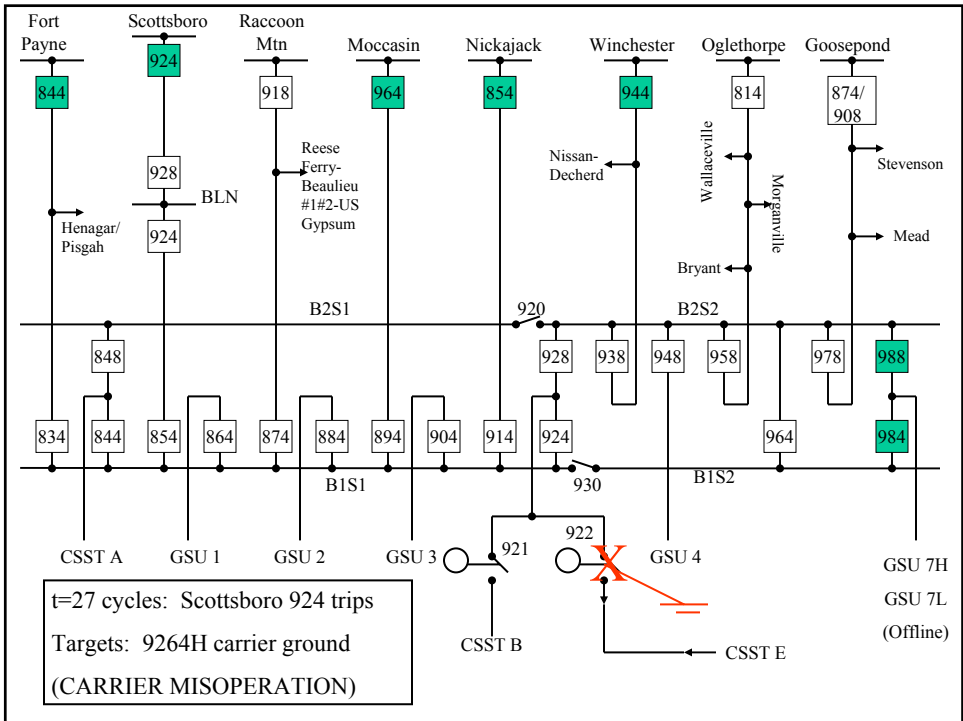 Fort
Payne
Scottsboro
Raccoon
Mtn
Moccasin
Nickajack
Winchester
Oglethorpe
Goosepond
844
924
918
964
854
944
814
874/
908
928
BLN
924
Henagar/
Pisgah
Reese
Ferry-
Beaulieu
#1#2-US
Gypsum
Nissan-
Decherd
Wallaceville
Morganville
Bryant
Stevenson
Mead
B2S1
920
B2S2
848
928
938
948
958
978
988
834
844
854
864
874
884
894
904
914
924
964
984
B1S1
930
B1S2
CSST A
GSU 1
GSU 2
GSU 3
921
922
GSU 4
GSU 7H
GSU 7L
(Offline)
CSST B
CSST E
X
t=27 cycles: Scottsboro 924 trips
Targets: 9264H carrier ground
(CARRIER MISOPERATION)